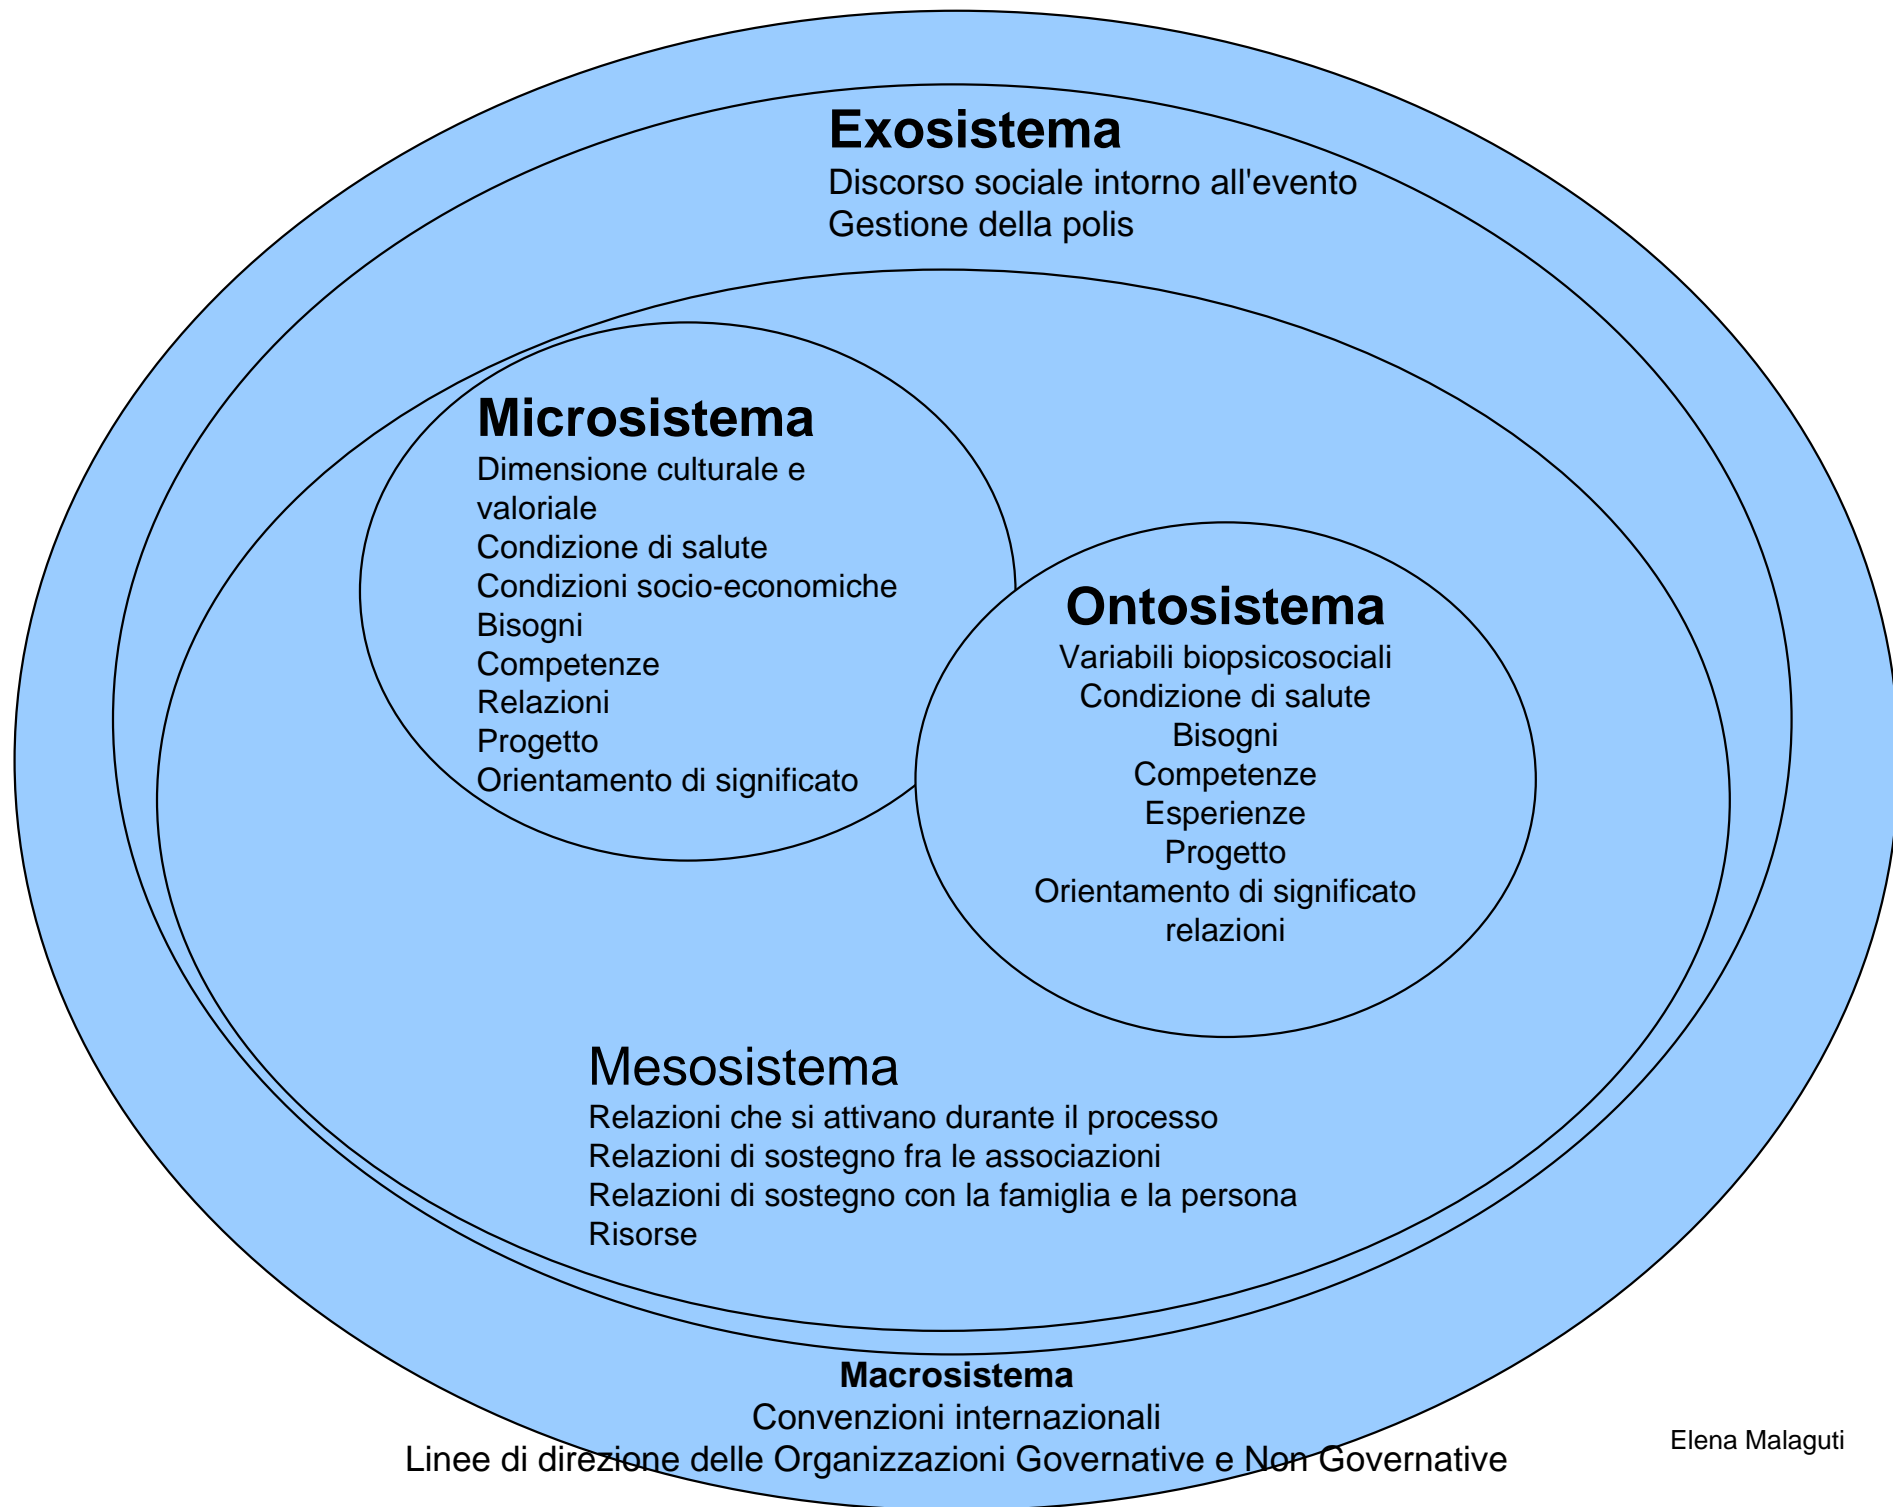 Exosistema
Discorso sociale intorno all'evento
Gestione della polis
Microsistema
Dimensione culturale e
valoriale
Condizione di salute
Condizioni socio-economiche
Bisogni
Competenze
Relazioni
Progetto
Orientamento di significato
Ontosistema
Variabili biopsicosociali
Condizione di salute
Bisogni
Competenze
Esperienze
Progetto
Orientamento di significato
relazioni
Mesosistema
Relazioni che si attivano durante il processo
Relazioni di sostegno fra le associazioni
Relazioni di sostegno con la famiglia e la persona
Risorse
Macrosistema
Convenzioni internazionali
Linee di direzione delle Organizzazioni Governative e Non Governative
Elena Malaguti